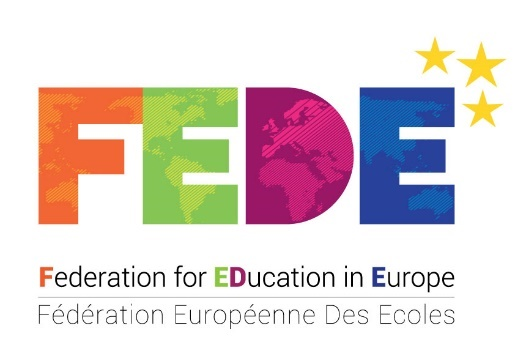 FEDE
Federation for EDucation in Europe
Fédération Européenne Des Ecoles